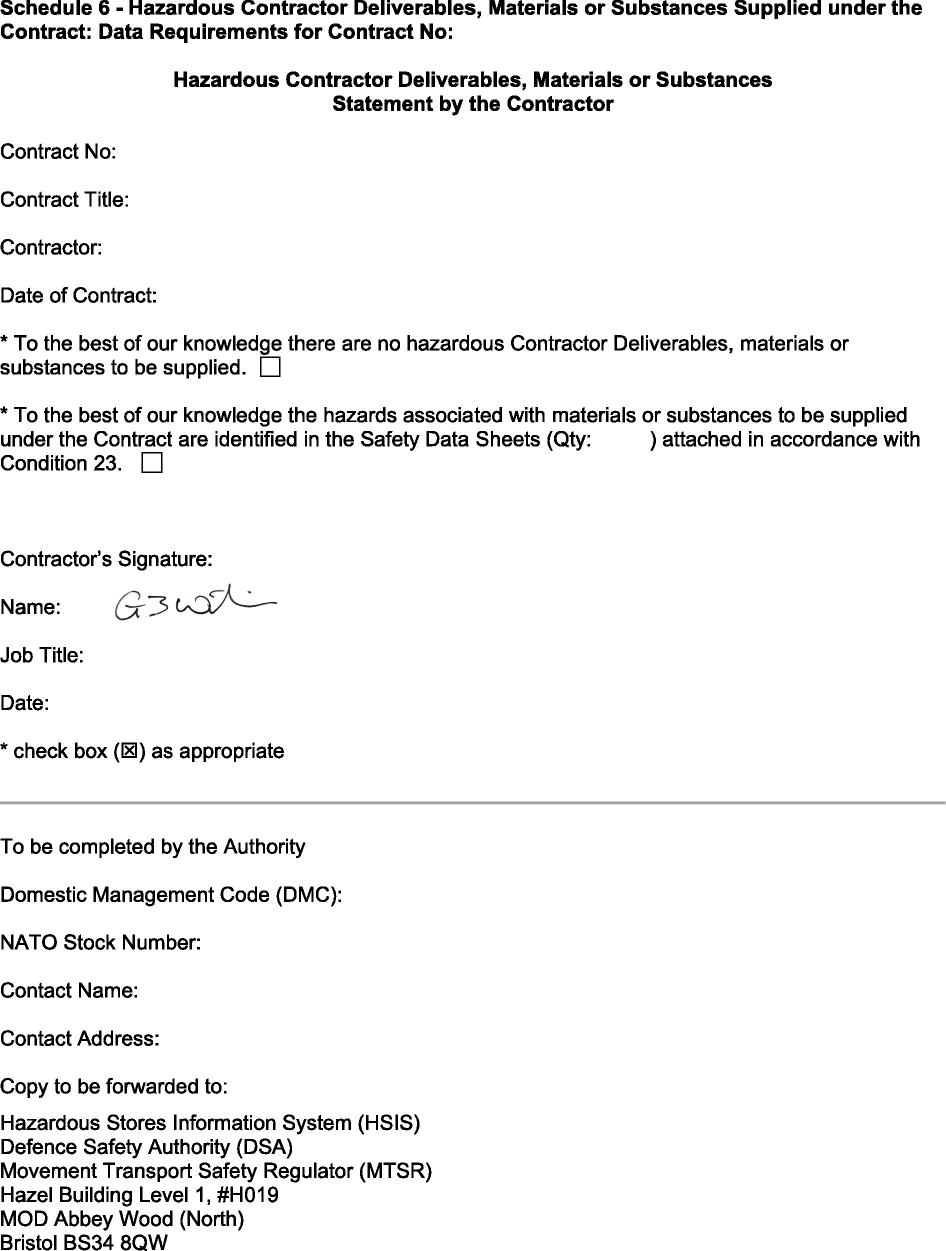 Schedule 6 - Hazardous Contractor Deliverables, Materials or Substances Supplied under the
Contract: Data Requirements for Contract No:
Hazardous Contractor Deliverables, Materials or Substances
Statement by the Contractor
Contract No:
Contract Title:
Contractor:
Date of Contract:
* To the best of our knowledge there are no hazardous Contractor Deliverables, materials or
substances to be supplied. ☐
* To the best of our knowledge the hazards associated with materials or substances to be supplied
under the Contract are identified in the Safety Data Sheets (Qty: ) attached in accordance with
Condition 23. ☐
Contractor’s Signature:
Name:
Job Title:
Date:
* check box (☒) as appropriate
To be completed by the Authority
Domestic Management Code (DMC):
NATO Stock Number:
Contact Name:
Contact Address:
Copy to be forwarded to:
Hazardous Stores Information System (HSIS)
Defence Safety Authority (DSA)
Movement Transport Safety Regulator (MTSR)
Hazel Building Level 1, #H019
MOD Abbey Wood (North)
Bristol BS34 8QW